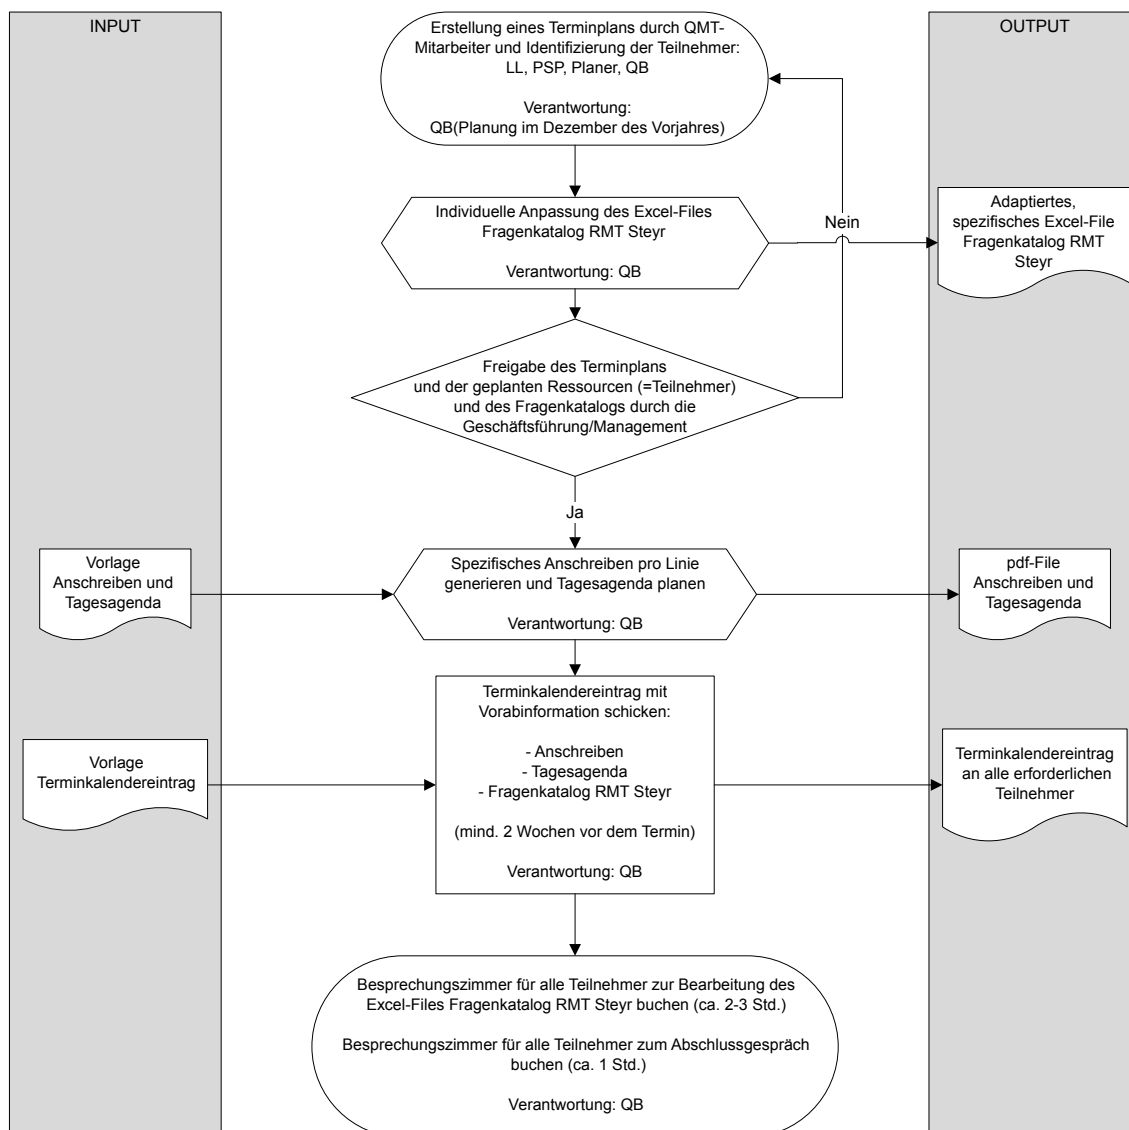 INPUT
OUTPUT
Erstellung eines Terminplans durch QMT-
Mitarbeiter und Identifizierung der Teilnehmer:
LL, PSP, Planer, QB
Verantwortung:
QB(Planung im Dezember des Vorjahres)
Individuelle Anpassung des Excel-Files
Fragenkatalog RMT Steyr
Verantwortung: QB
Nein
Adaptiertes,
spezifisches Excel-File
Fragenkatalog RMT
Steyr
Freigabe des Terminplans
und der geplanten Ressourcen (=Teilnehmer)
und des Fragenkatalogs durch die
Geschäftsführung/Management
Ja
Vorlage
Anschreiben und
Tagesagenda
Spezifisches Anschreiben pro Linie
generieren und Tagesagenda planen
Verantwortung: QB
pdf-File
Anschreiben und
Tagesagenda
Vorlage
Terminkalendereintrag
Terminkalendereintrag mit
Vorabinformation schicken:
- Anschreiben
- Tagesagenda
- Fragenkatalog RMT Steyr
(mind. 2 Wochen vor dem Termin)
Verantwortung: QB
Terminkalendereintrag
an alle erforderlichen
Teilnehmer
Besprechungszimmer für alle Teilnehmer zur Bearbeitung des
Excel-Files Fragenkatalog RMT Steyr buchen (ca. 2-3 Std.)
Besprechungszimmer für alle Teilnehmer zum Abschlussgespräch
buchen (ca. 1 Std.)
Verantwortung: QB